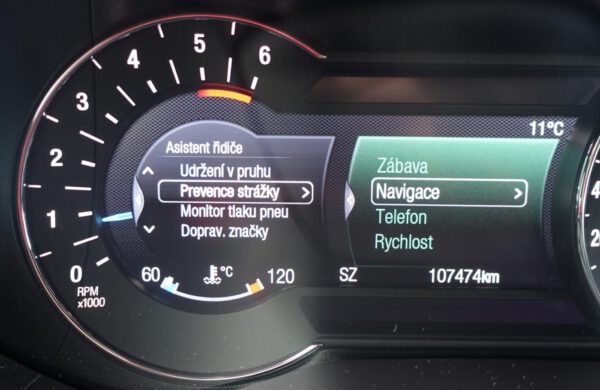 0
1
2
3
4
5
6
RPM
x1000
Asistent řidiče
Udržení v pruhu
Prevence strážky
Monitor tlaku pneu
Doprav. značky
60
°C
120
11°C
Zábava
Navigace
Telefon
Rychlost
SZ
107474km